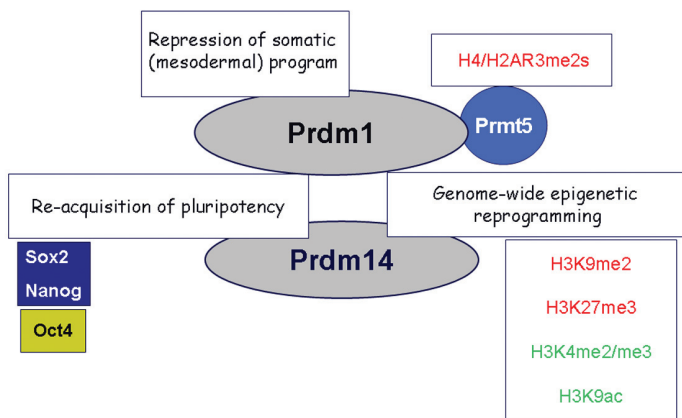 Repression of somatic
(mesodermal) program
H4/H2AR3me2s
Prdm1
Prmt5
Re-acquisition of pluripotency
Genome-wide epigenetic
reprogramming
Prdm14
Sox2
Nanog
Oct4
H3K9me2
H3K27me3
H3K4me2/me3
H3K9ac